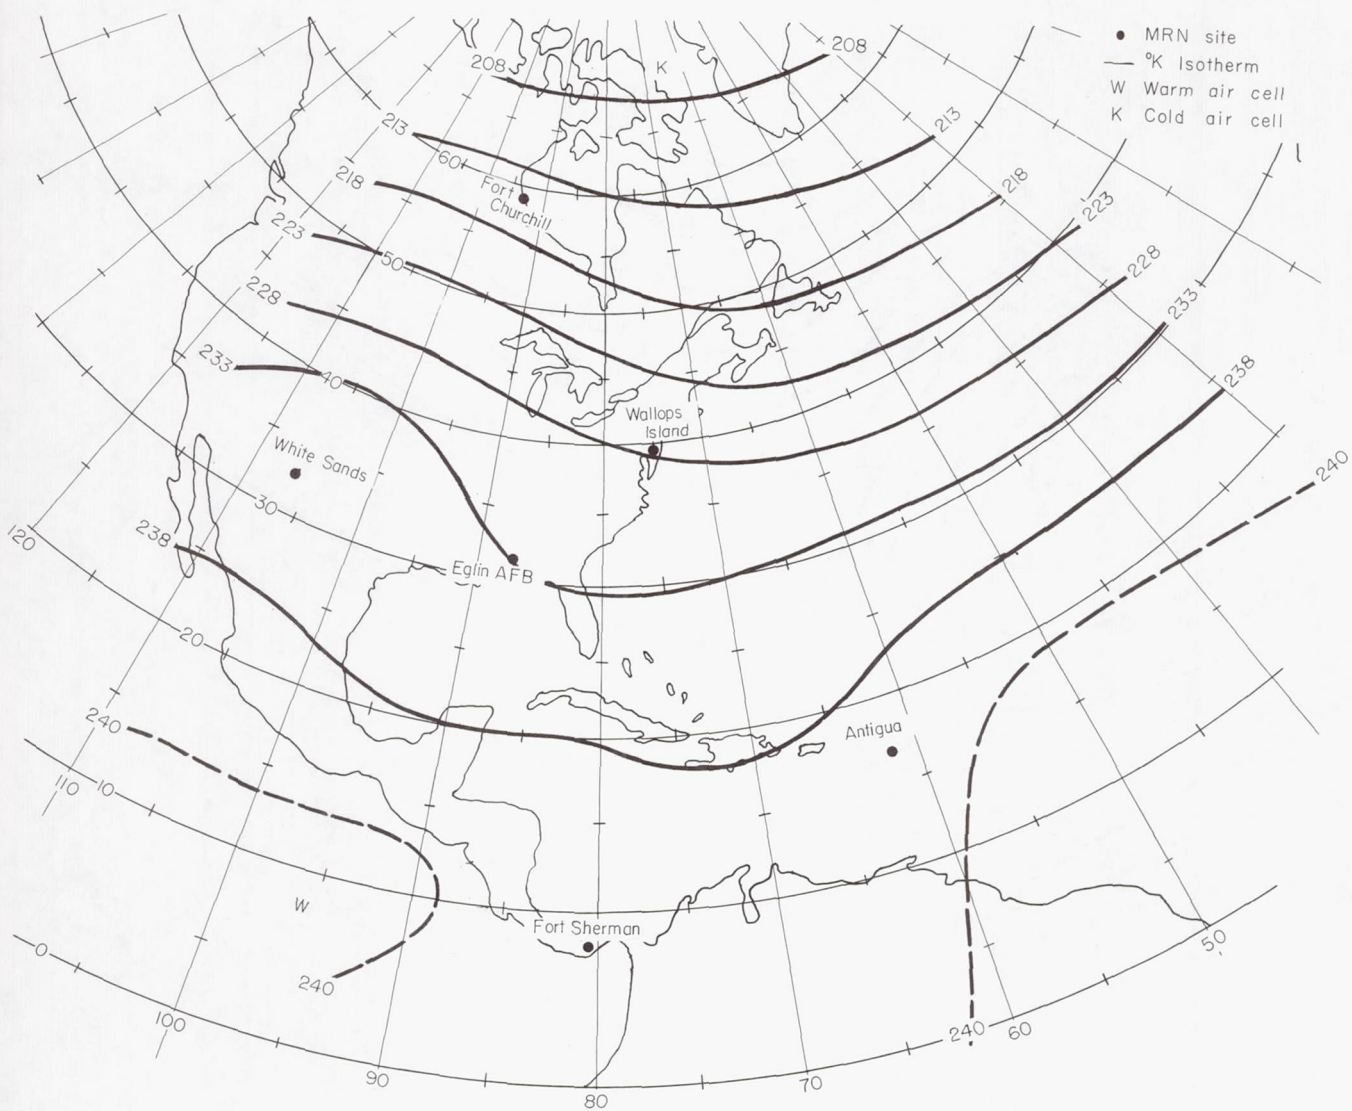 MRN site
°K Isotherm
W Warm air cell
K Cold air cell
208
K
208
213
213
60
218
Fort
Churchill
218
223
223
50
228
228
233
233
40
238
Wallops
Island
White Sands
240
30
120
238
Eglin AFB
20
240
Antigua
110
10
W
Fort Sherman
50
0
240
100
240
60
90
70
80